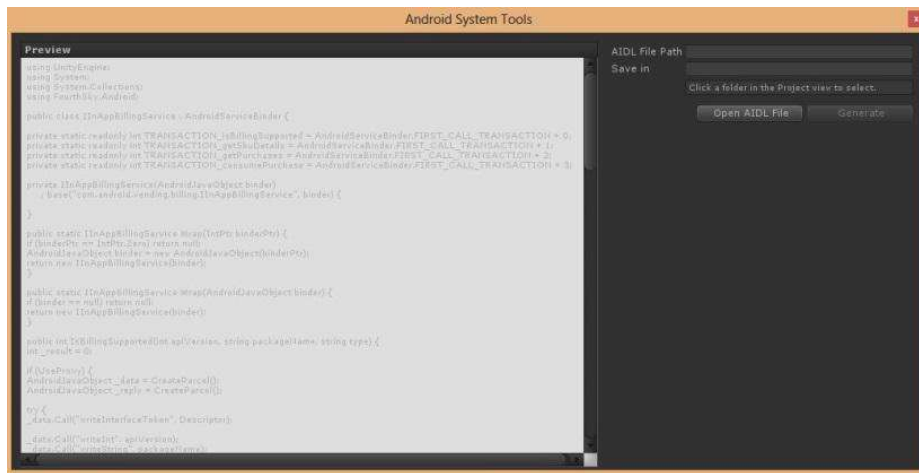 Android System Tools
x
Preview
using UnityEngine;
using System;
using System.Collections;
using FourthSky.Android;
public class IInAppBillingService : AndroidServiceBinder {
private static readonly int TRANSACTION_isBillingSupported = AndroidServiceBinder.FIRST_CALL_TRANSACTION + 0;
private static readonly int TRANSACTION_getSkuDetails = AndroidServiceBinder.FIRST_CALL_TRANSACTION + 1;
private static readonly int TRANSACTION_getPurchases = AndroidServiceBinder.FIRST_CALL_TRANSACTION + 2;
private static readonly int TRANSACTION_consumePurchase = AndroidServiceBinder.FIRST_CALL_TRANSACTION + 3;
private IInAppBillingService(AndroidJavaObject binder)
: base("com.android.vending.billing.IInAppBillingService", binder) {
}
public static IInAppBillingService Wrap(IntPtr binderPtr) {
if (binderPtr == IntPtr.Zero) return null;
AndroidJavaObject binder = new AndroidJavaObject(binderPtr);
return new IInAppBillingService(binder);
}
public static IInAppBillingService Wrap(AndroidJavaObject binder) {
if (binder == null) return null;
return new IInAppBillingService(binder);
}
public int IsBillingSupported(int apiVersion, string packageName, string type) {
int _result = 0;
if (UseProxy) {
AndroidJavaObject _data = CreateParcel();
AndroidJavaObject _reply = CreateParcel();
try {
_data.Call("writeInterfaceToken", Descriptor);
_data.Call("writeInt", apiVersion);
_data.Call("writeString", packageName);
AIDL File Path
Save in
Click a folder in the Project view to select.
Open AIDL File
Generate